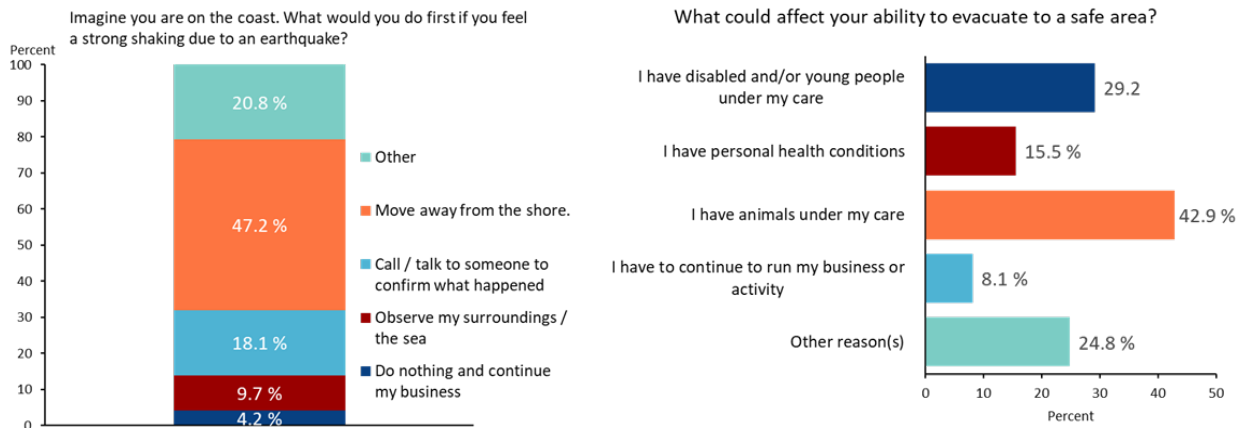 Imagine you are on the coast. What would you do first if you feel
a strong shaking due to an earthquake?
Percent
100
90
80
70
60
50
40
30
20
10
0
20.8 %
47.2 %
18.1 %
9.7 %
4.2 %
Other
Move away from the shore.
Call / talk to someone to
confirm what happened
Observe my surroundings /
the sea
Do nothing and continue
my business
What could affect your ability to evacuate to a safe area?
I have disabled and/or young people
under my care
29.2
I have personal health conditions
15.5 %
I have animals under my care
42.9 %
I have to continue to run my business or
activity
8.1 %
Other reason(s)
24.8 %
0
10
20
30
40
50
Percent